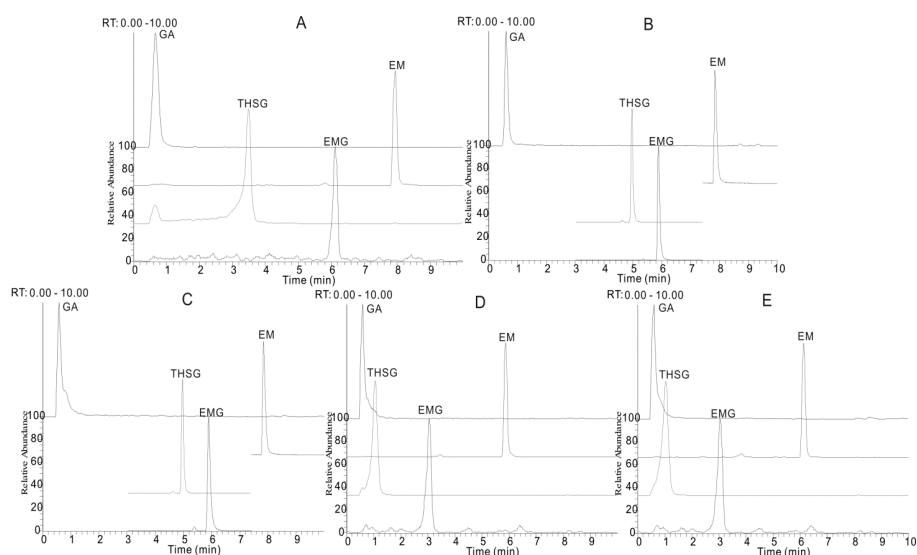 A
RT: 0.00 - 10.00
GA
THSG
EMG
EM
Relative Abundance
100
80
60
40
20
0
0 1 2 3 4 5 6 7 8 9
Time (min)
B
RT: 0.00 - 10.00
GA
THSG
EMG
EM
Relative Abundance
100
80
60
40
20
0
0 1 2 3 4 5 6 7 8 9 10
Time (min)
C
RT: 0.00 - 10.00
GA
THSG
EMG
EM
Relative Abundance
100
80
60
40
20
0
0 1 2 3 4 5 6 7 8 9
Time (min)
D
RT: 0.00 - 10.00
GA
THSG
EMG
EM
Relative Abundance
100
80
60
40
20
0
0 1 2 3 4 5 6 7 8 9
Time (min)
E
RT: 0.00 - 10.00
GA
THSG
EMG
EM
Relative Abundance
100
80
60
40
20
0
0 1 2 3 4 5 6 7 8 9 10
Time (min)